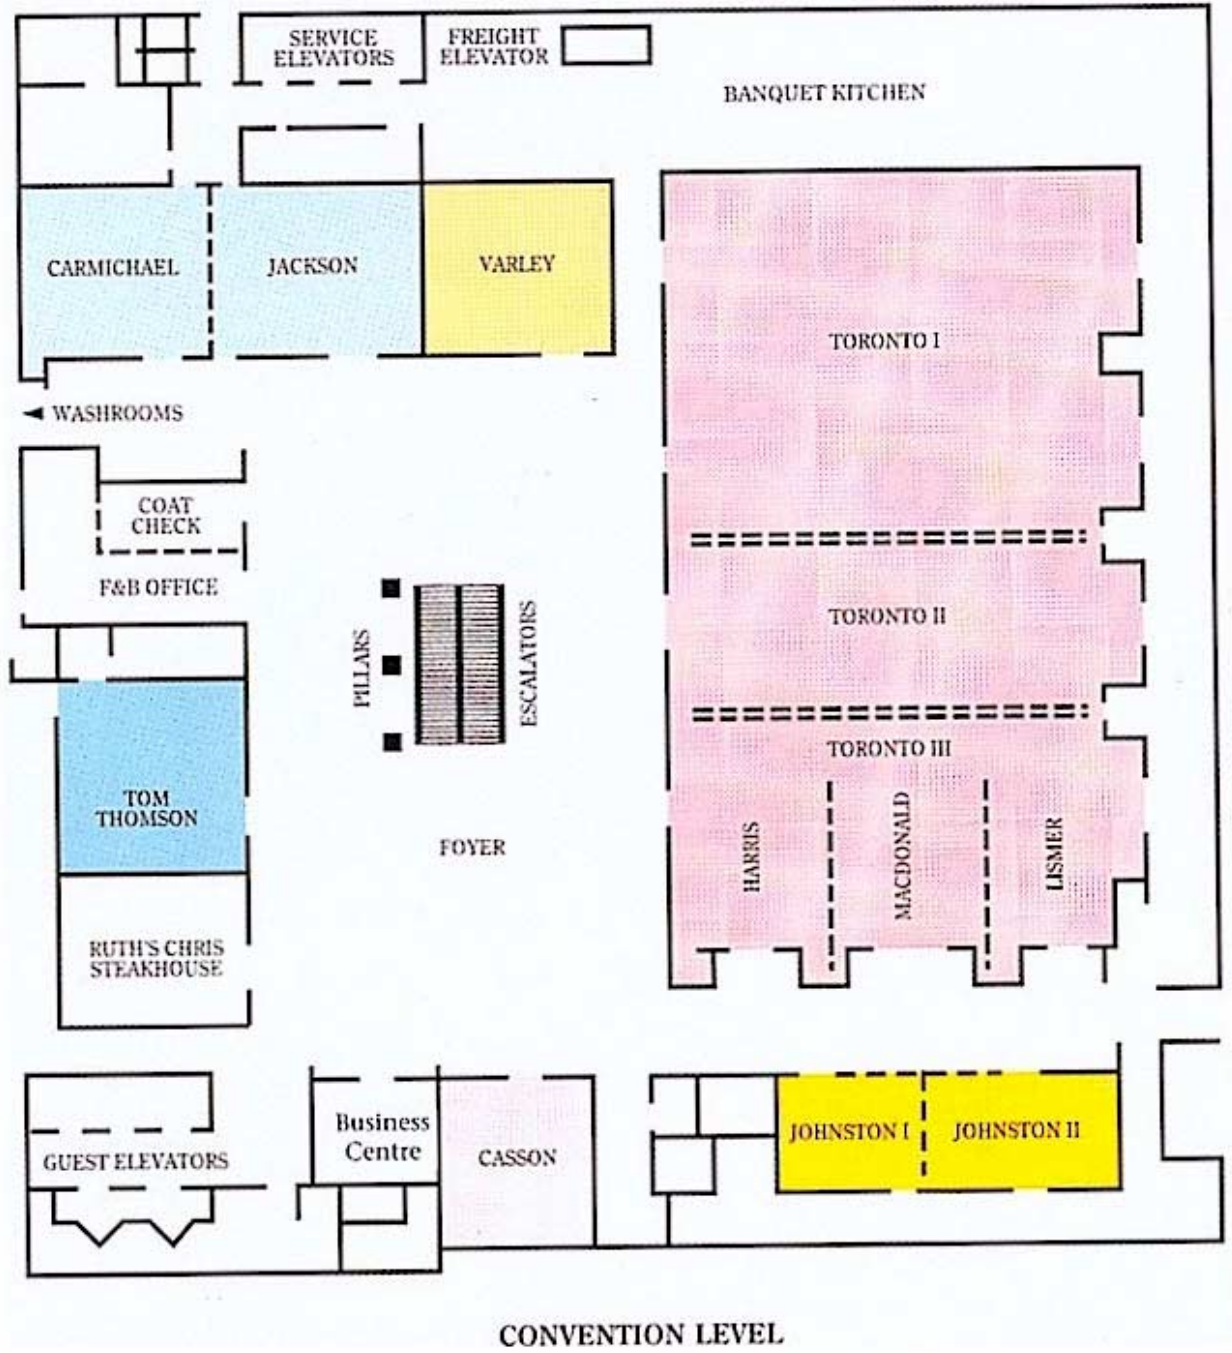 SERVICE
ELEVATORS
FREIGHT
ELEVATOR
BANQUET KITCHEN
CARMICHAEL
JACKSON
VARLEY
TORONTO I
WASHROOMS
COAT
CHECK
F&B OFFICE
PILLARS
ESCALATORS
TORONTO II
TORONTO III
TOM
THOMSON
FOYER
HARRIS
MACDONALD
LISMER
RUTH'S CHRIS
STEAKHOUSE
GUEST ELEVATORS
Business
Centre
CASSON
JOHNSTON I
JOHNSTON II
CONVENTION LEVEL